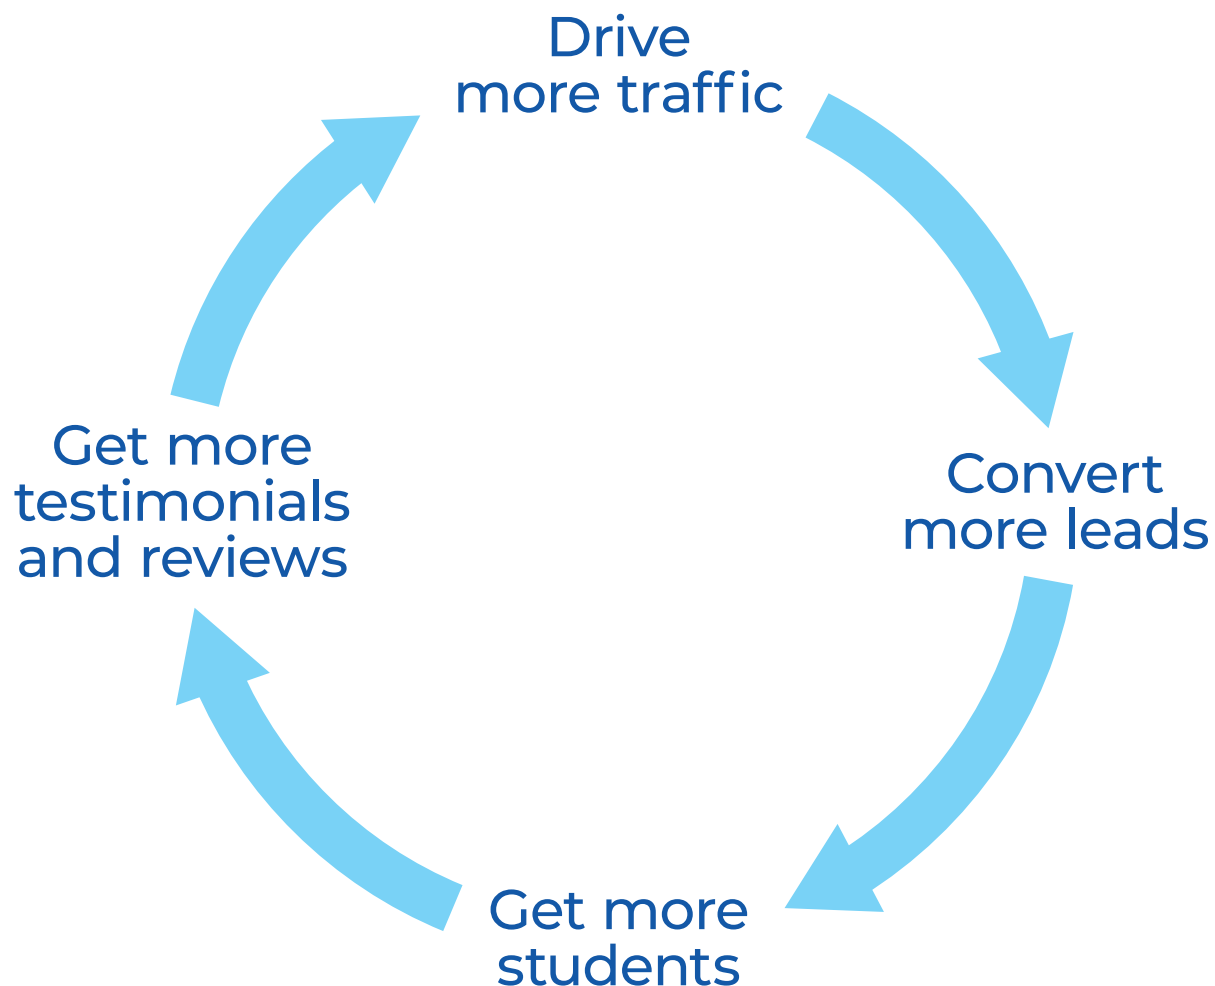 Drive
more traffic
Convert
more leads
Get more
students
Get more
testimonials
and reviews